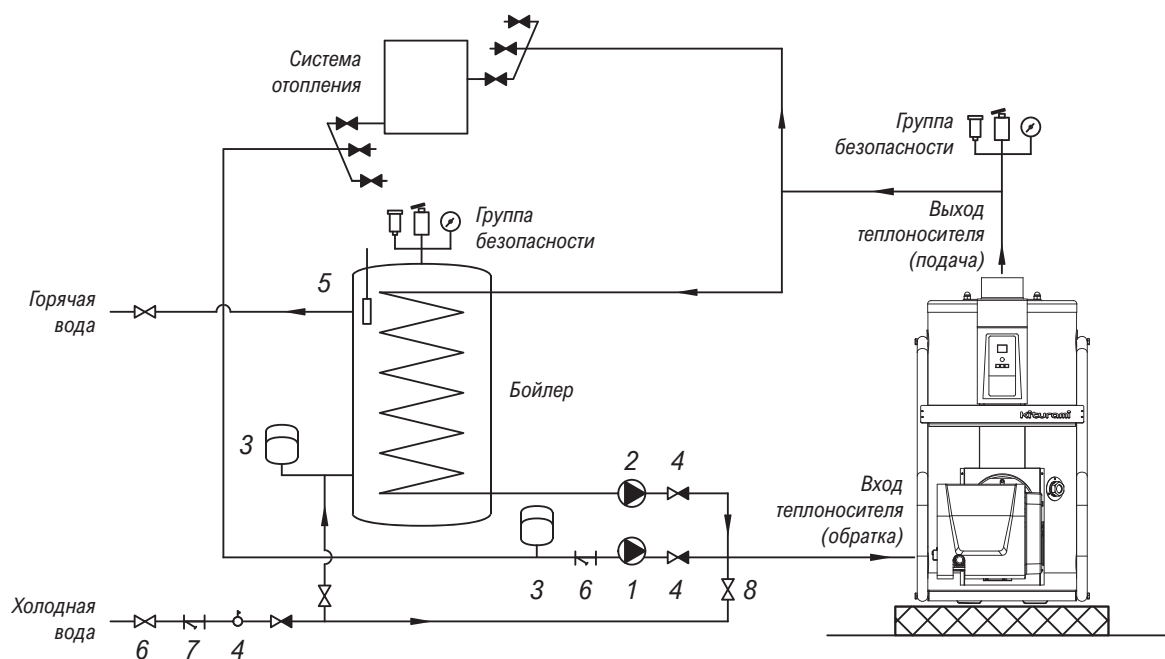 Система
отопления
Группа
безопасности
Группа
безопасности
Выход
теплоносителя
(подача)
5
Горячая
вода
Бойлер
kiturami
3
2
4
Вход
теплоносителя
(обратка)
3
6
1
4
8
Холодная
вода
6
7
4